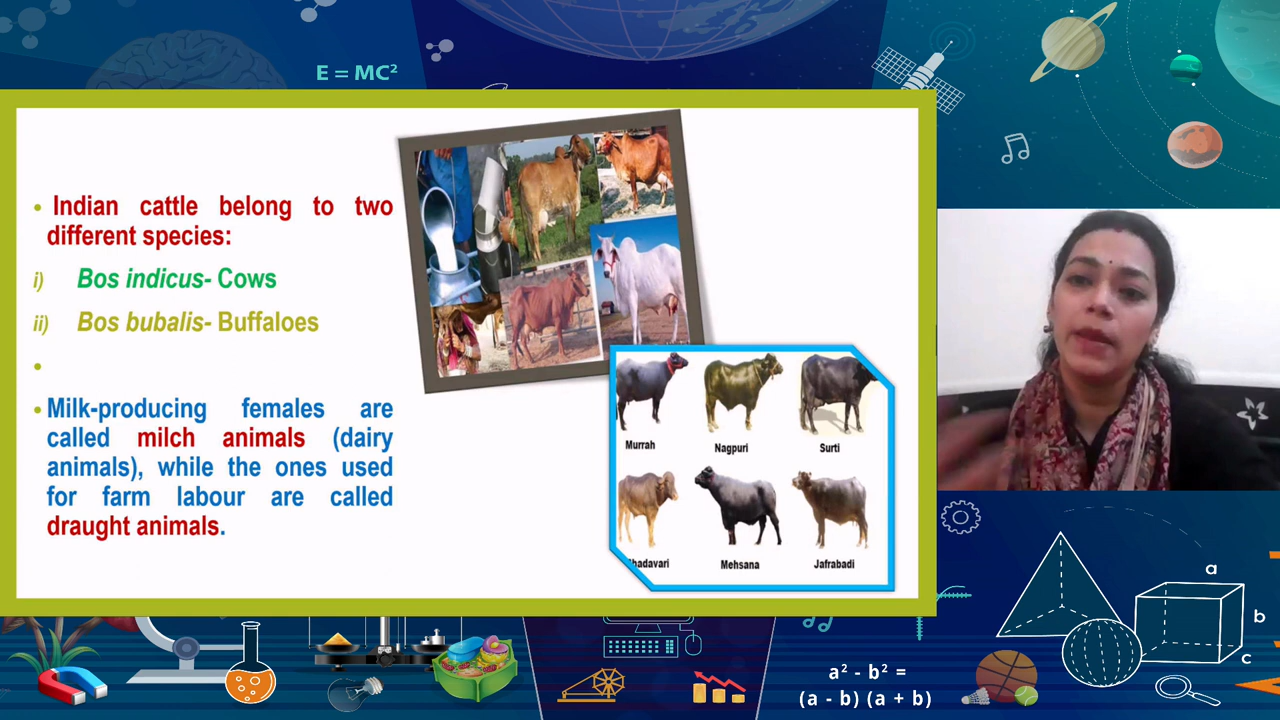 E = MC²
• Indian cattle belong to two
different species:
i) Bos indicus- Cows
ii) Bos bubalis- Buffaloes
•
• Milk-producing females are
called milch animals (dairy
animals), while the ones used
for farm labour are called
draught animals.
Murrah Nagpuri Surti
Mehsana Jafrabadi
a
b
c
a² - b² =
(a - b) (a + b)